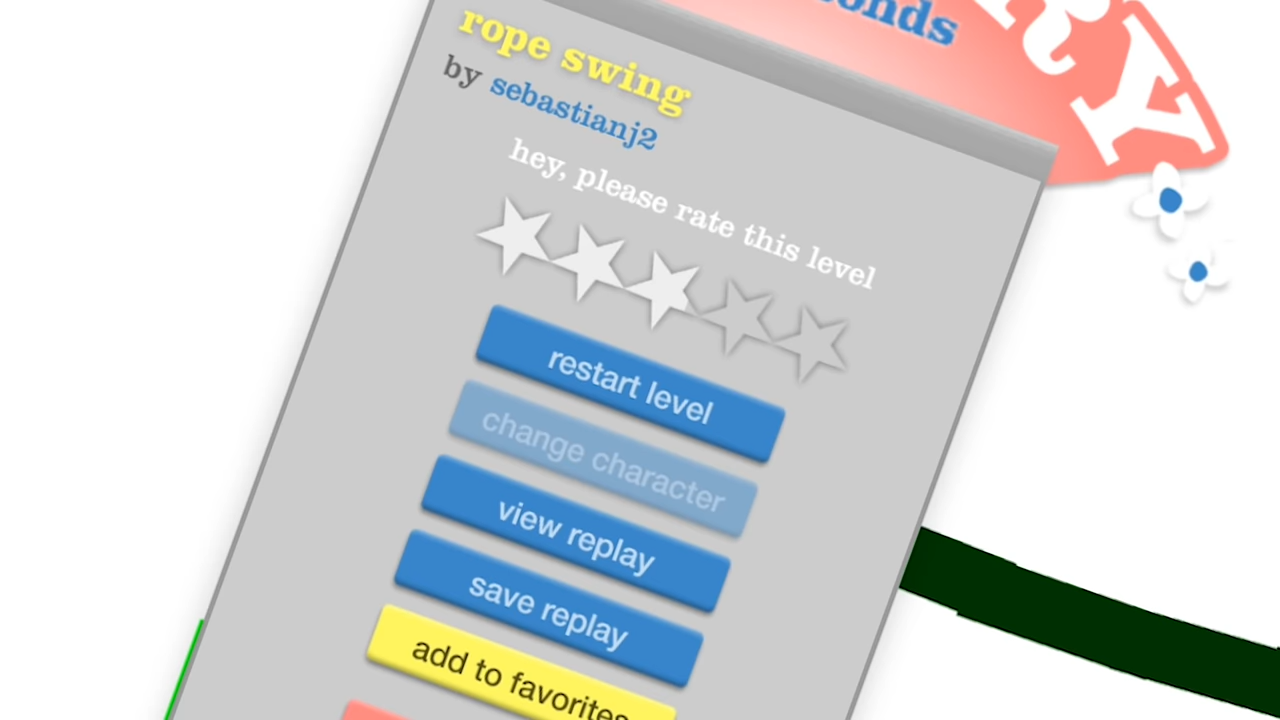 rope swing
by sebastianj2
hey, please rate this level
restart level
change character
view replay
save replay
add to favorites